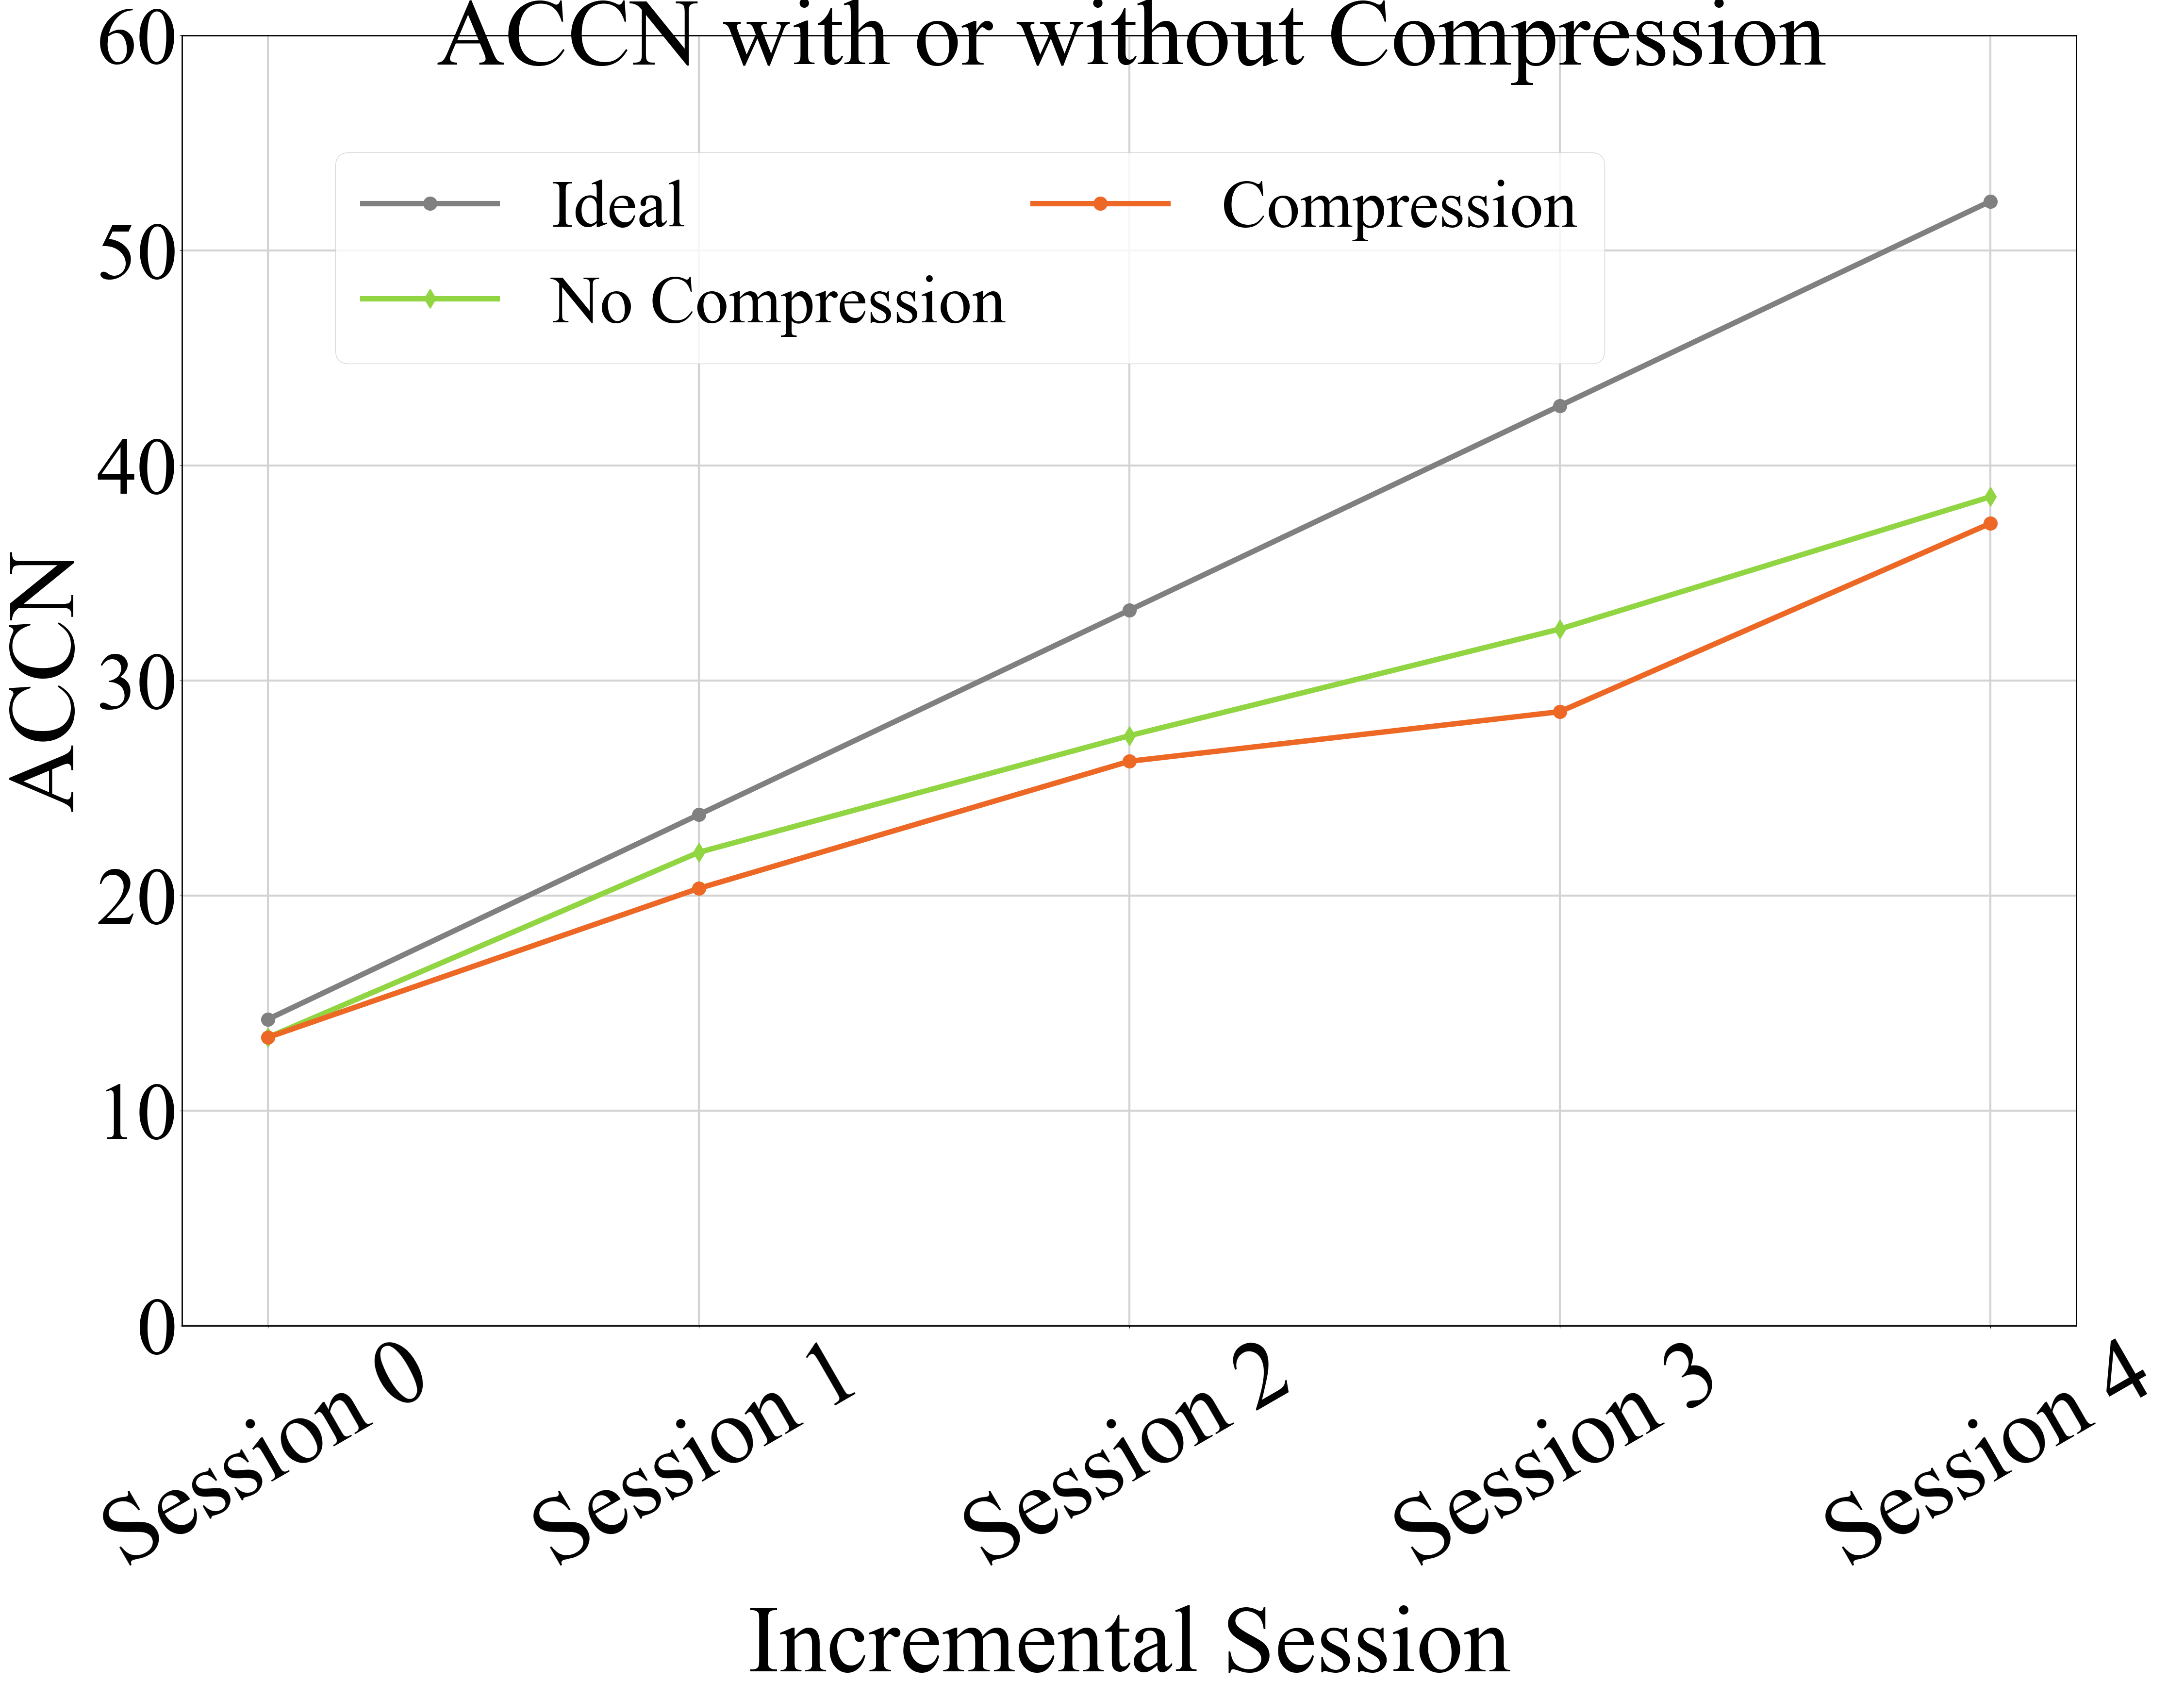 ACCN with or without Compression
60
50
40
30
20
10
0
ACCN
Ideal
No Compression
Compression
Session 0
Session 1
Session 2
Session 3
Session 4
Incremental Session